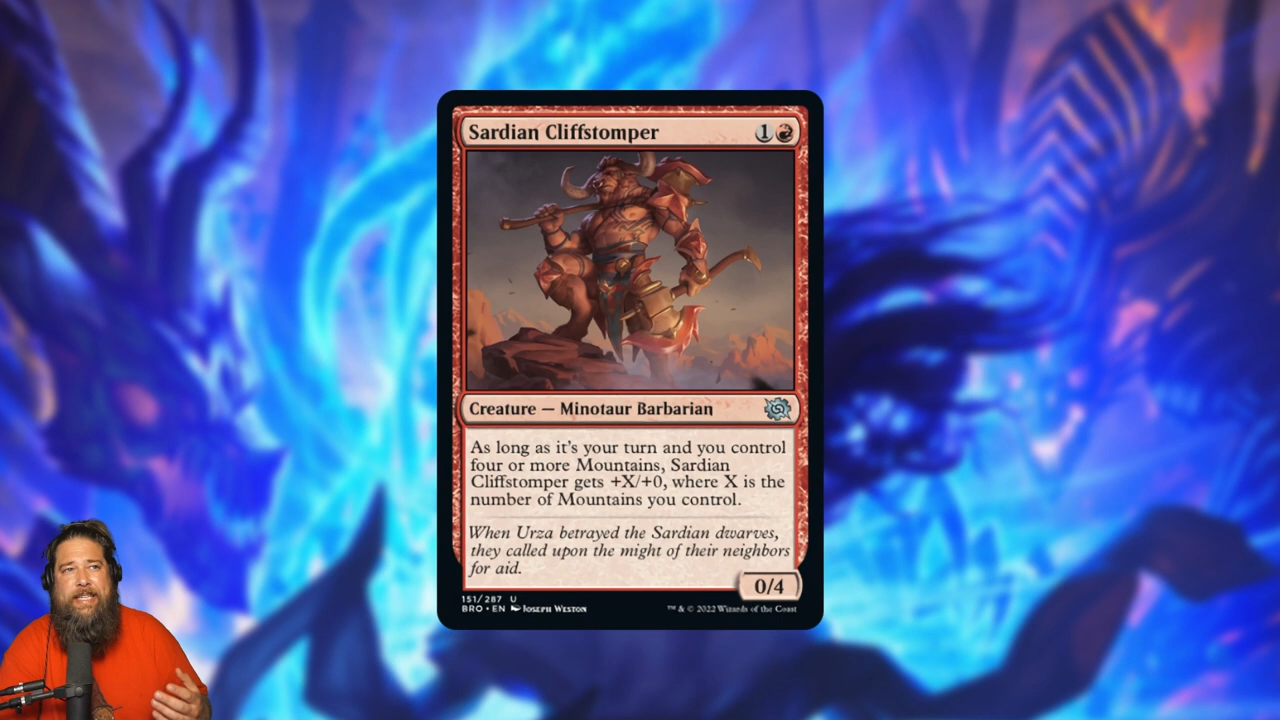 Sardian Cliffstomper 1
Creature — Minotaur Barbarian
As long as it's your turn and you control
four or more Mountains, Sardian
Cliffstomper gets +X/+0, where X is the
number of Mountains you control.
When Urza betrayed the Sardian dwarves,
they called upon the might of their neighbors
for aid.
0/4
151/287 U
BRO • EN Joseph Weston ™ & © 2022 Wizards of the Coast